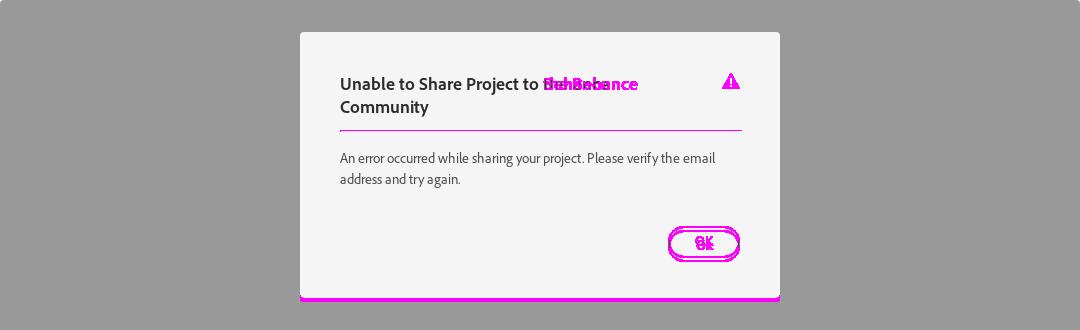 Unable to Share Project to
Community
An error occurred while sharing your project. Please verify the email
address and try again.
OK